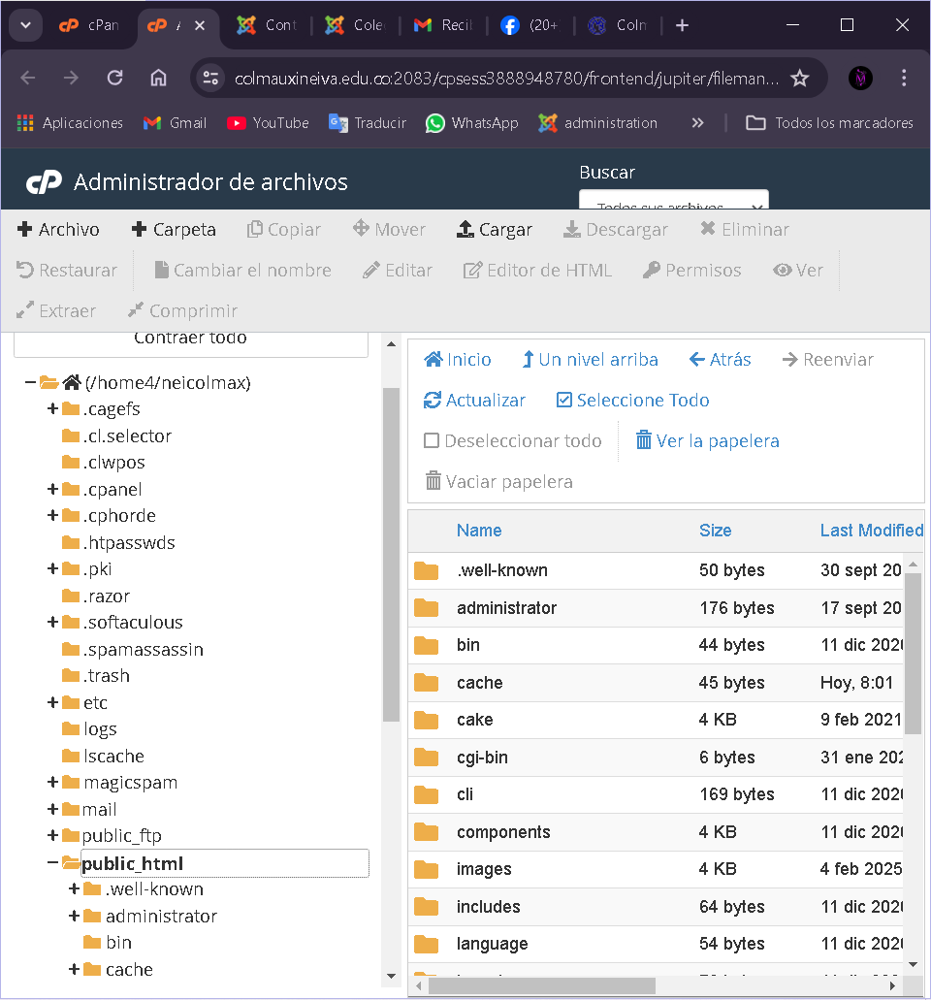 cPan
Cont
Cole
Recib
(20+
Colm
colmauxineiva.edu.co:2083/cpsess3888948780/frontend/jupiter/fileman...
Aplicaciones Gmail YouTube Traducir WhatsApp administration » Todos los marcadores
cP Administrador de archivos
Buscar
Todos sus archivos
Archivo Carpeta Copiar Mover Cargar Descargar Eliminar
Restaurar Cambiar el nombre Editar Editor de HTML Permisos Ver
Extraer Comprimir
Contraer todo
(/home4/neicolmax)
.cagefs
.cl.selector
.clwpos
.cpanel
.cphorde
.htpasswds
.pki
.razor
.softaculous
.spamassassin
.trash
etc
logs
lscache
magicspam
mail
public_ftp
public_html
.well-known
administrator
bin
cache
Inicio Un nivel arriba Atrás Reenviar
Actualizar Seleccione Todo
Deseleccionar todo Ver la papelera
Vaciar papelera
Name Size Last Modified
.well-known 50 bytes 30 sept 20
administrator 176 bytes 17 sept 20
bin 44 bytes 11 dic 2020
cache 45 bytes Hoy, 8:01
cake 4 KB 9 feb 2021
cgi-bin 6 bytes 31 ene 202
cli 169 bytes 11 dic 2020
components 4 KB 11 dic 2020
images 4 KB 4 feb 2025
includes 64 bytes 11 dic 2020
language 54 bytes 11 dic 2020